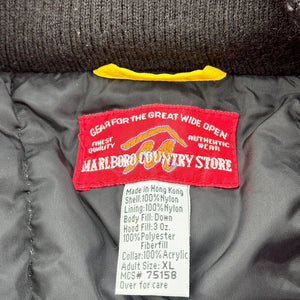 GEAR FOR THE GREAT WIDE OPEN
FINEST QUALITY
AUTHENTIC WEAR
MARLBORO COUNTRY STORE
Made in Hong Kong
Shell:100%Nylon
Lining:100%Nylon
Body Fill:Down
Hood Fill:3 Oz.
100%Polyester
Fiberfill
Collar:100%Acrylic
Adult Size: XL
MCS# 75158
Over for care